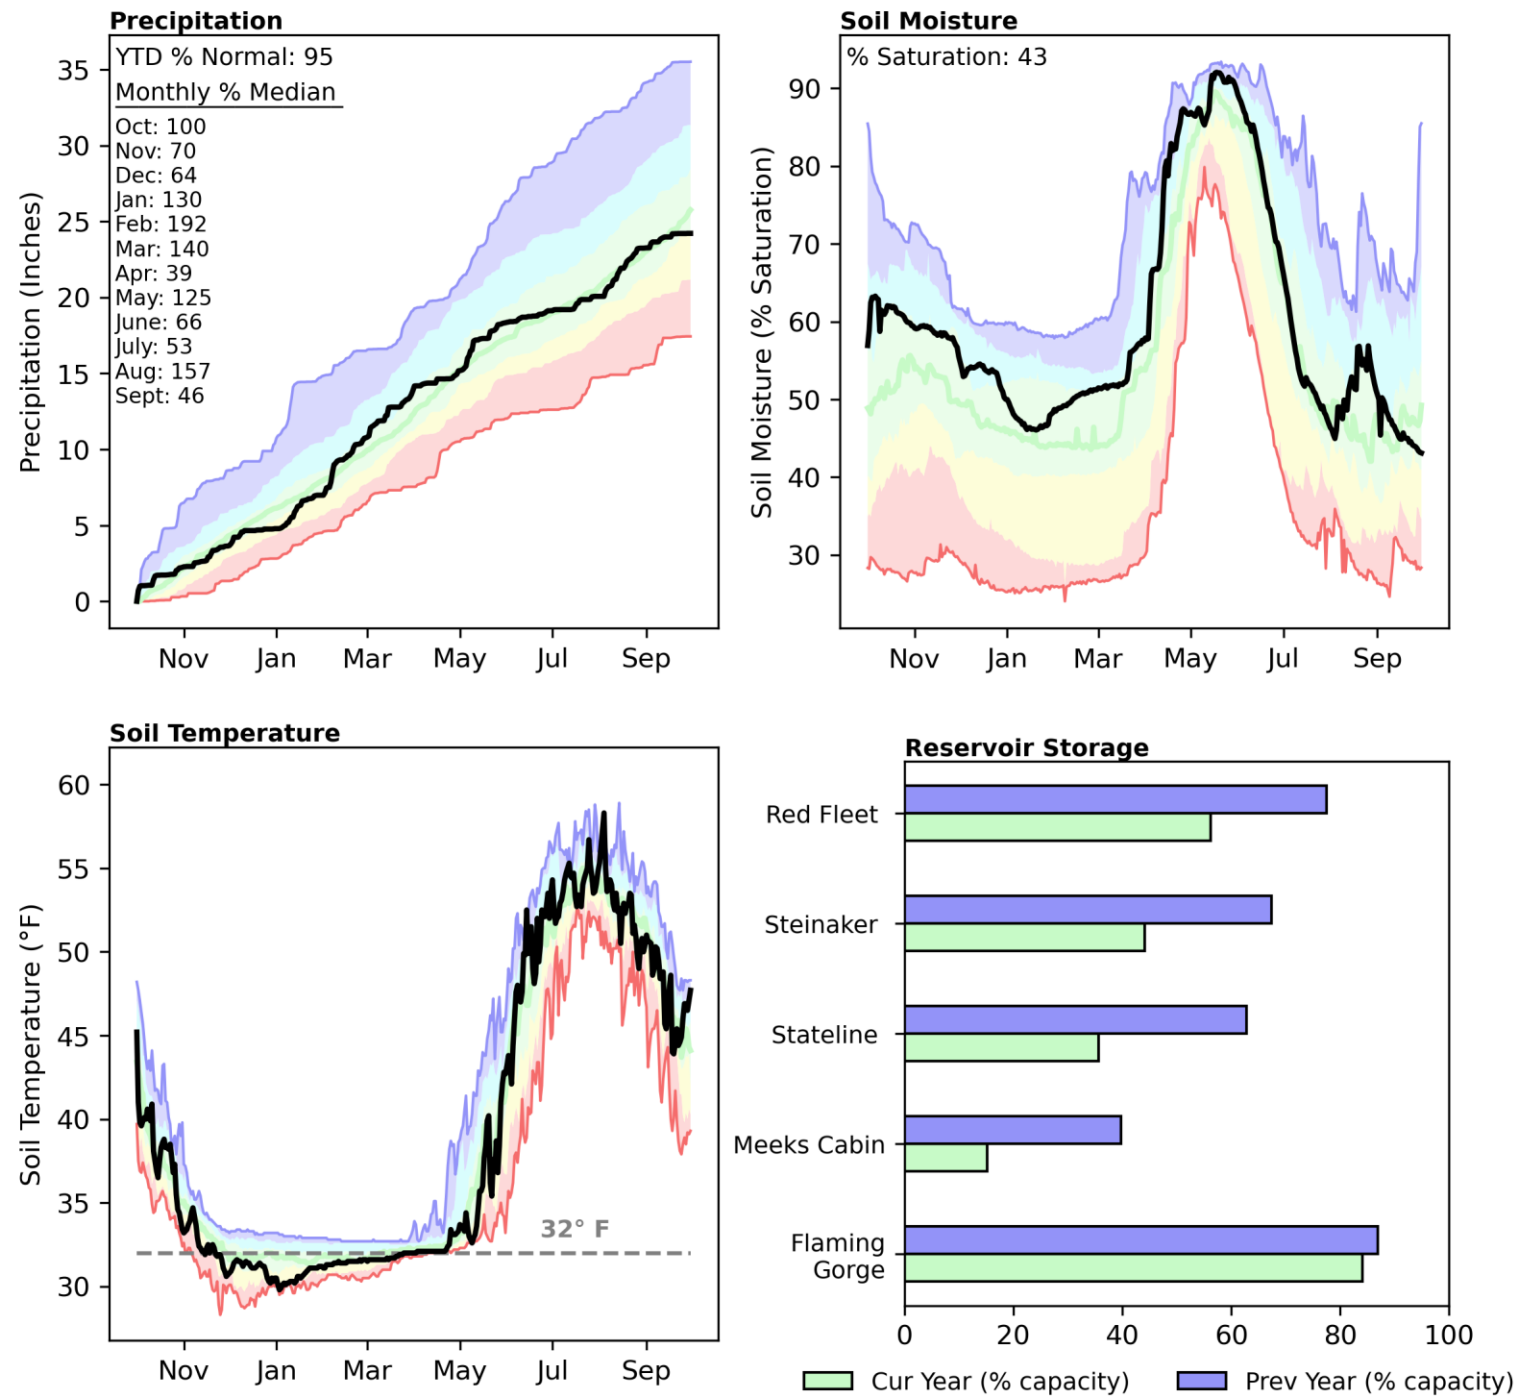 Precipitation
YTD % Normal: 95
Monthly % Median
Oct: 100
Nov: 70
Dec: 64
Jan: 130
Feb: 192
Mar: 140
Apr: 39
May: 125
June: 66
July: 53
Aug: 157
Sept: 46
Precipitation (Inches)
35
30
25
20
15
10
5
0
Nov Jan Mar May Jul Sep
Soil Moisture
% Saturation: 43
Soil Moisture (% Saturation)
90
80
70
60
50
40
30
Nov Jan Mar May Jul Sep
Soil Temperature
Soil Temperature (°F)
60
55
50
45
40
35
30
32° F
Nov Jan Mar May Jul Sep
Reservoir Storage
Red Fleet
Steinaker
Stateline
Meeks Cabin
Flaming
Gorge
0 20 40 60 80 100
Cur Year (% capacity) Prev Year (% capacity)